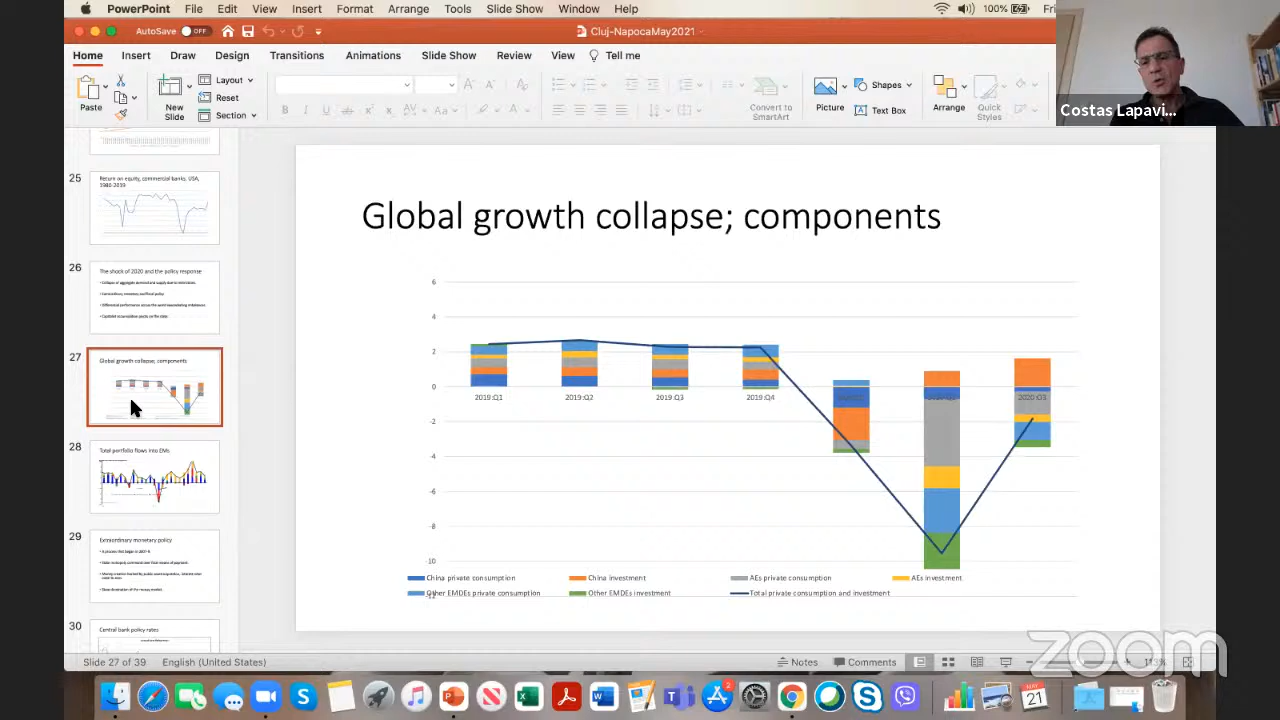 PowerPoint File Edit View Insert Format Arrange Tools Slide Show Window Help
100% Fri
AutoSave OFF
Cluj-NapocaMay2021
Home Insert Draw Design Transitions Animations Slide Show Review View Tell me
Paste
New Slide
Layout
Reset
Section
Convert to SmartArt
Picture
Shapes
Text Box
Arrange
Quick Styles
Costas Lapavi...
25
Return on equity, commercial banks, USA,
26
The shock of 2020 and the policy response
27
Global growth collapse; components
28
Total portfolio flows into EMs
29
Extraordinary monetary policy
30
Central bank policy rates
Global growth collapse; components
6
4
2
0
-2
-4
-6
-8
-10
-12
2019:Q1 2019:Q2 2019:Q3 2019:Q4 2020:Q3
China private consumption China investment AEs private consumption AEs investment
Other EMDEs private consumption Other EMDEs investment Total private consumption and investment
Slide 27 of 39 English (United States)
Notes Comments
113%
zoom
MAY
21
2